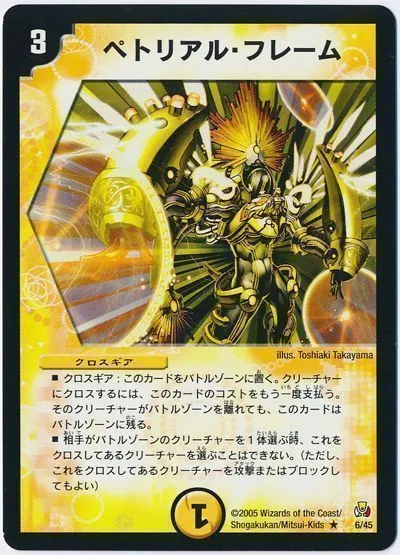 3
ペトリアル・フレーム
illus. Toshiaki Takayama
クロスギア
■ クロスギア：このカードをバトルゾーンに置く。クリーチャー
にクロスするには、このカードのコストをもう一度支払う。
そのクリーチャーがバトルゾーンを離れても、このカードは
バトルゾーンに残る。
■ 相手がバトルゾーンのクリーチャーを1体選ぶ時、これを
クロスしてあるクリーチャーを選ぶことはできない。（ただし、
これをクロスしてあるクリーチャーを攻撃またはブロック
してもよい）
1
©2005 Wizards of the Coast/
Shogakukan/Mitsui-Kids ★ 6/45